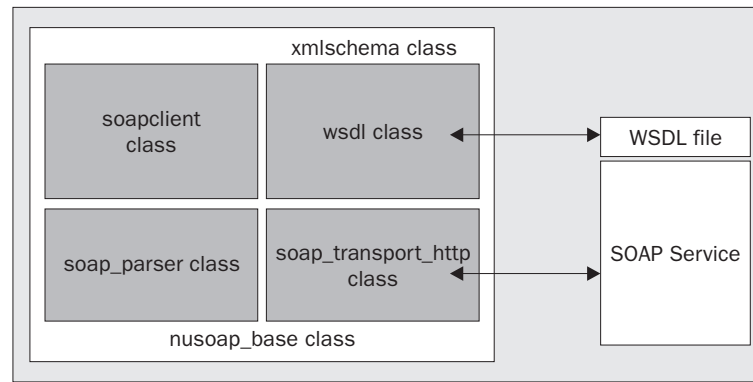 xmlschema class
soapclient
class
wsdl class
WSDL file
soap_parser class
soap_transport_http
class
SOAP Service
nusoap_base class